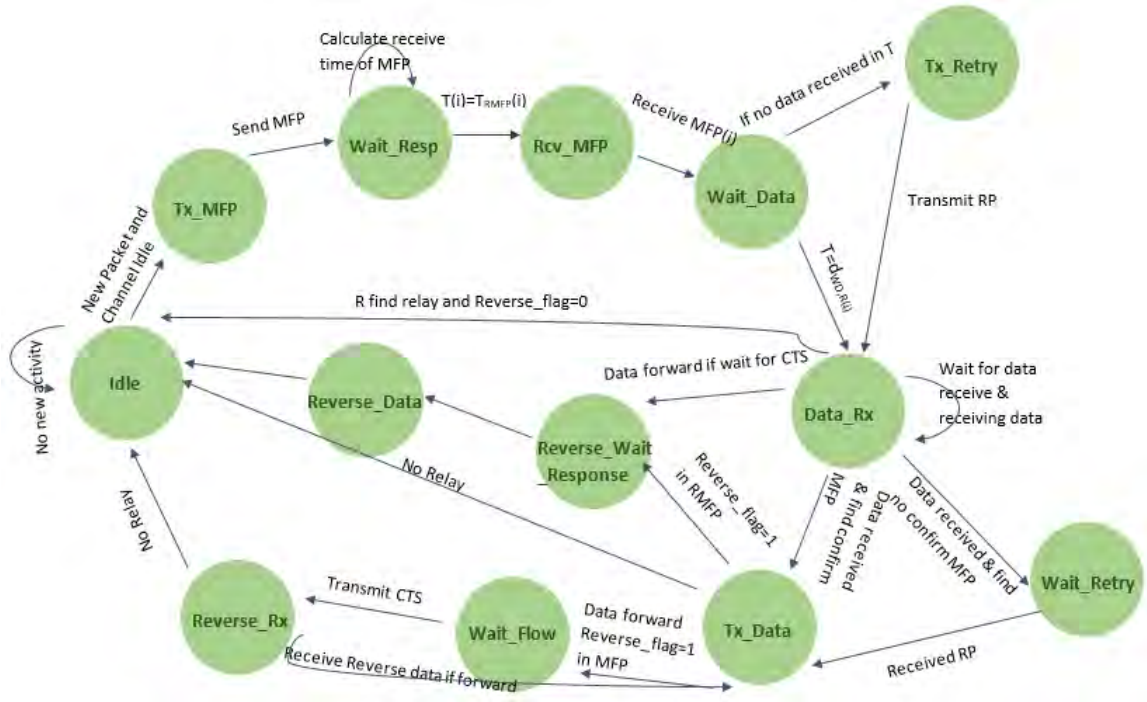 Calculate receive
time of MFP
Tx_Retry
If no data received in T
T(i)=TRMFP(i)
Receive MFP(j)
Send MFP
Wait_Resp
Rcv_MFP
Wait_Data
Tx_MFP
Transmit RP
New Packet and
Channel Idle
T=dWD,R(i)
R find relay and Reverse_flag=0
No new activity
Idle
Data forward if wait for CTS
Wait for data
receive &
receiving data
Reverse_Data
Data_Rx
Reverse_Wait
_Response
No Relay
Reverse_flag=1
in RMFP
Data received
& find confirm
MFP
Data received & find
no confirm MFP
No Relay
Wait_Retry
Transmit CTS
Reverse_Rx
Wait_Flow
Data forward
Reverse_flag=1
in MFP
Tx_Data
Received RP
Receive Reverse data if forward